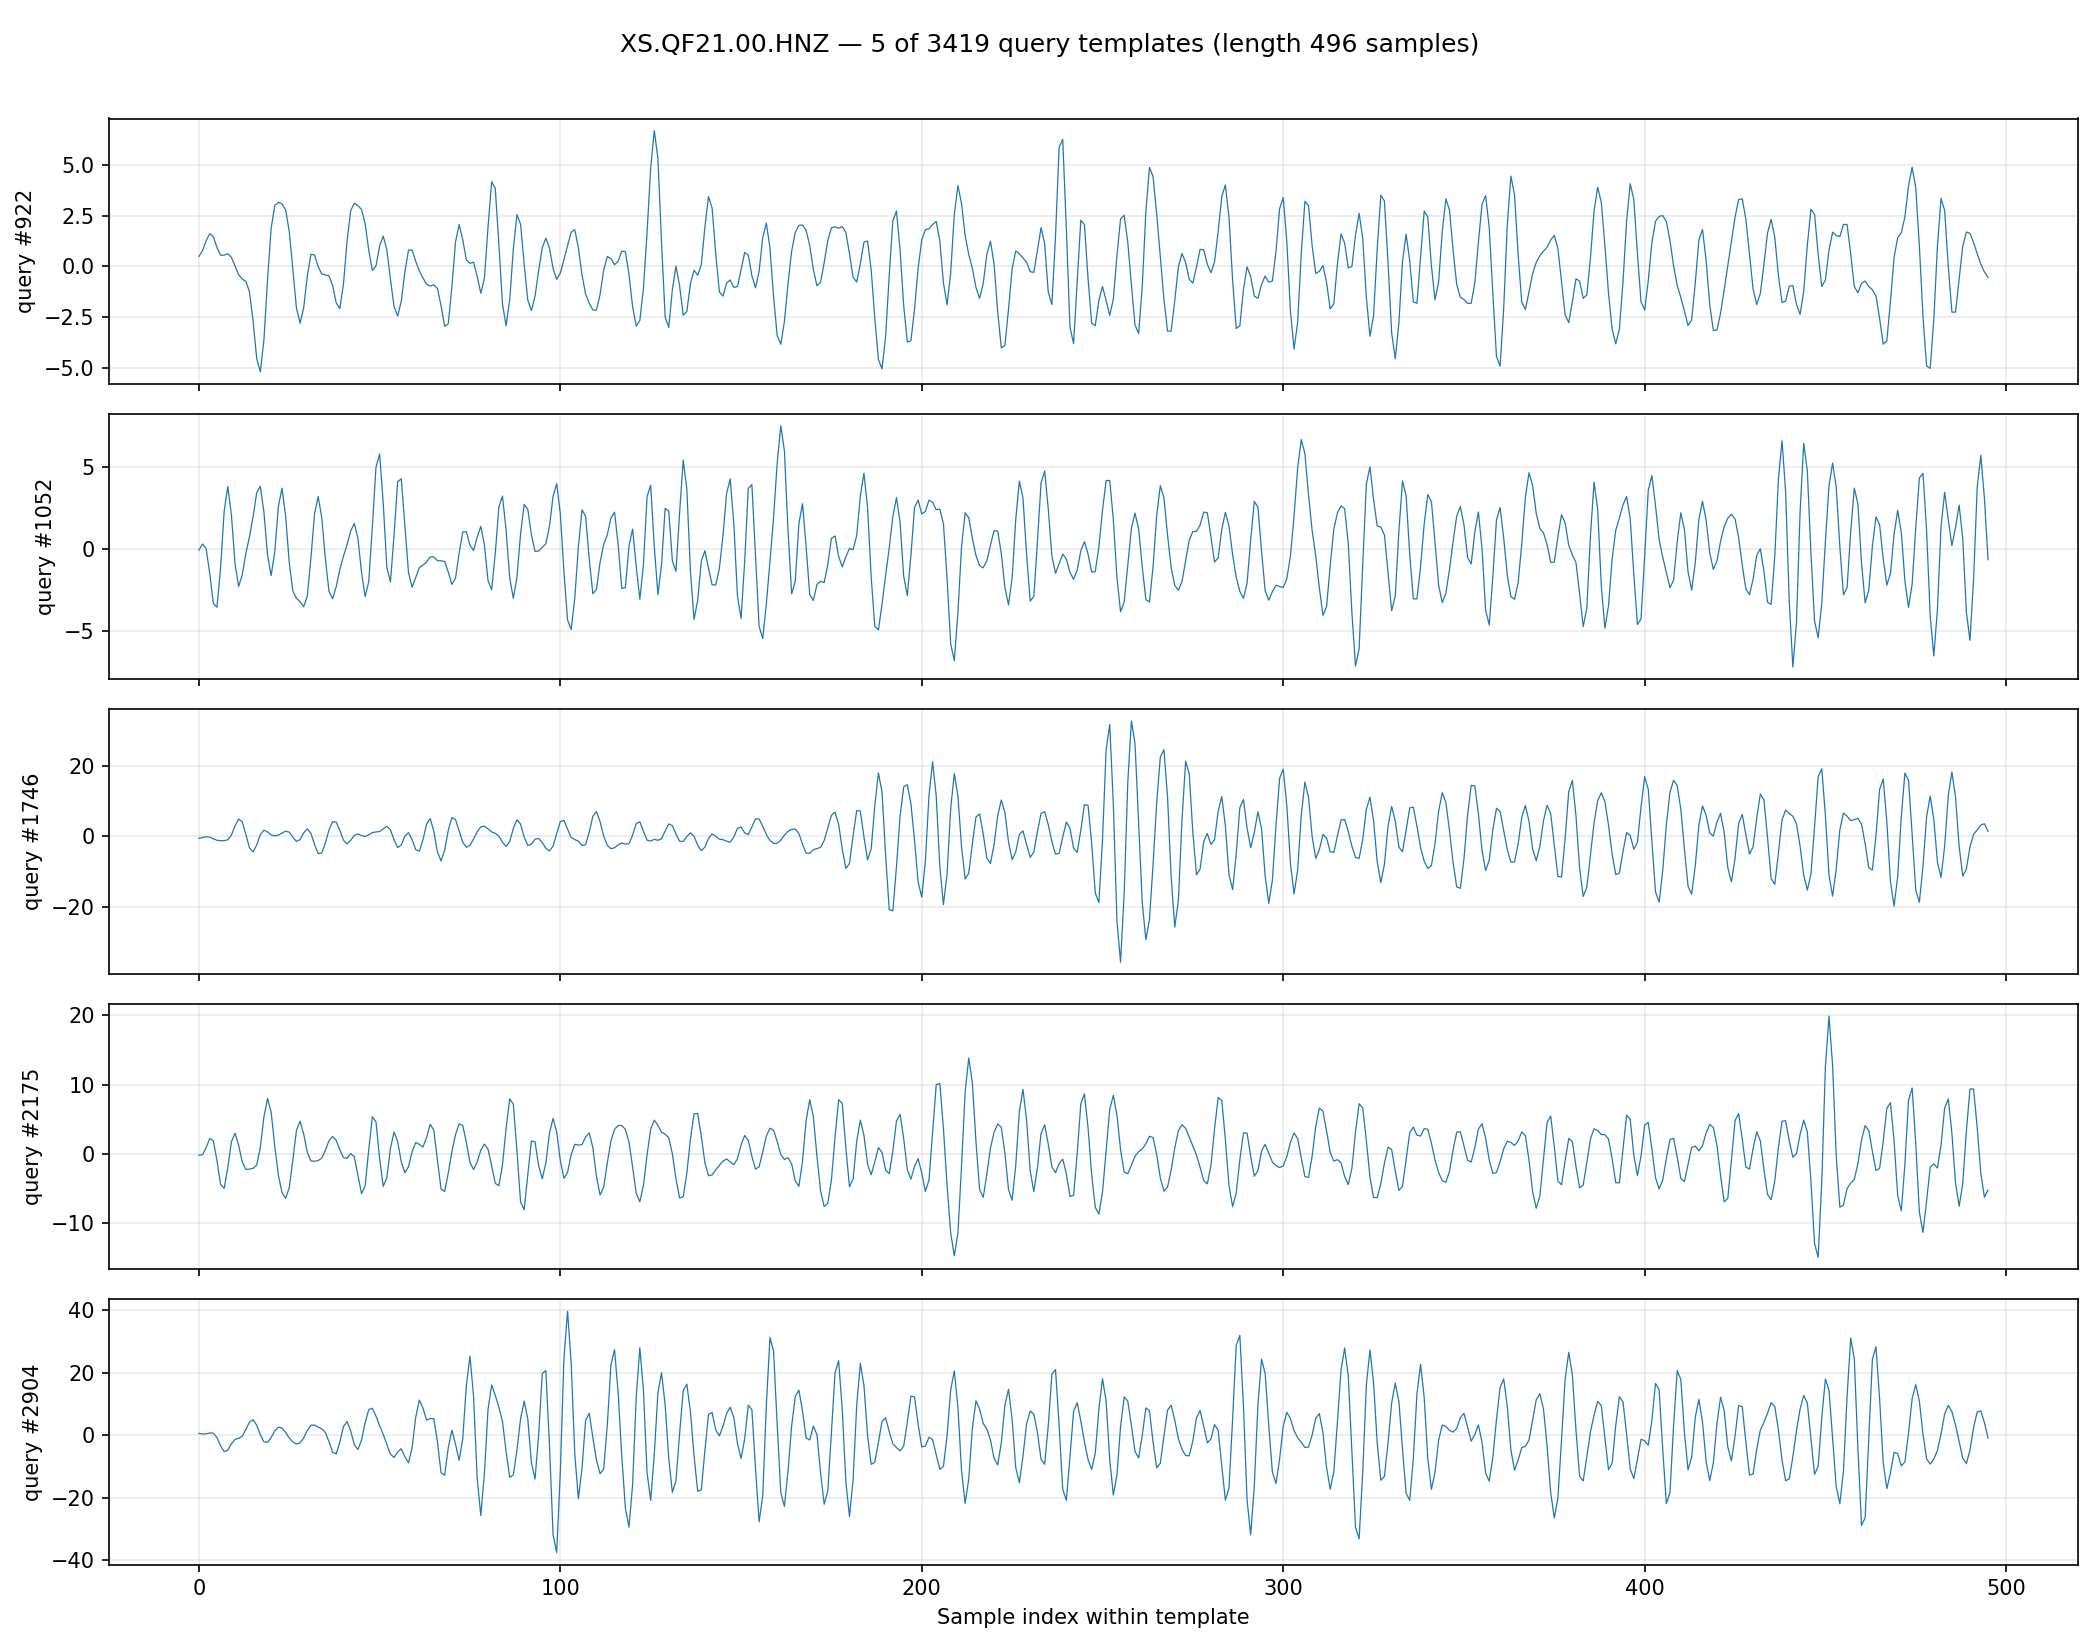 XS.QF21.00.HNZ — 5 of 3419 query templates (length 496 samples)
query #922
5.0
2.5
0.0
−2.5
−5.0
query #1052
5
0
−5
query #1746
20
0
−20
query #2175
20
10
0
−10
query #2904
40
20
0
−20
−40
0 100 200 300 400 500
Sample index within template